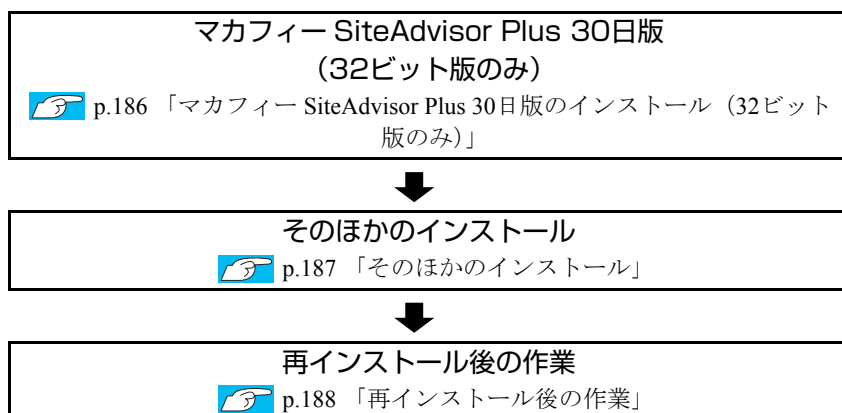 マカフィー SiteAdvisor Plus 30日版
（32ビット版のみ）
p.186 「マカフィー SiteAdvisor Plus 30日版のインストール（32ビット
版のみ）」
そのほかのインストール
p.187 「そのほかのインストール」
再インストール後の作業
p.188 「再インストール後の作業」